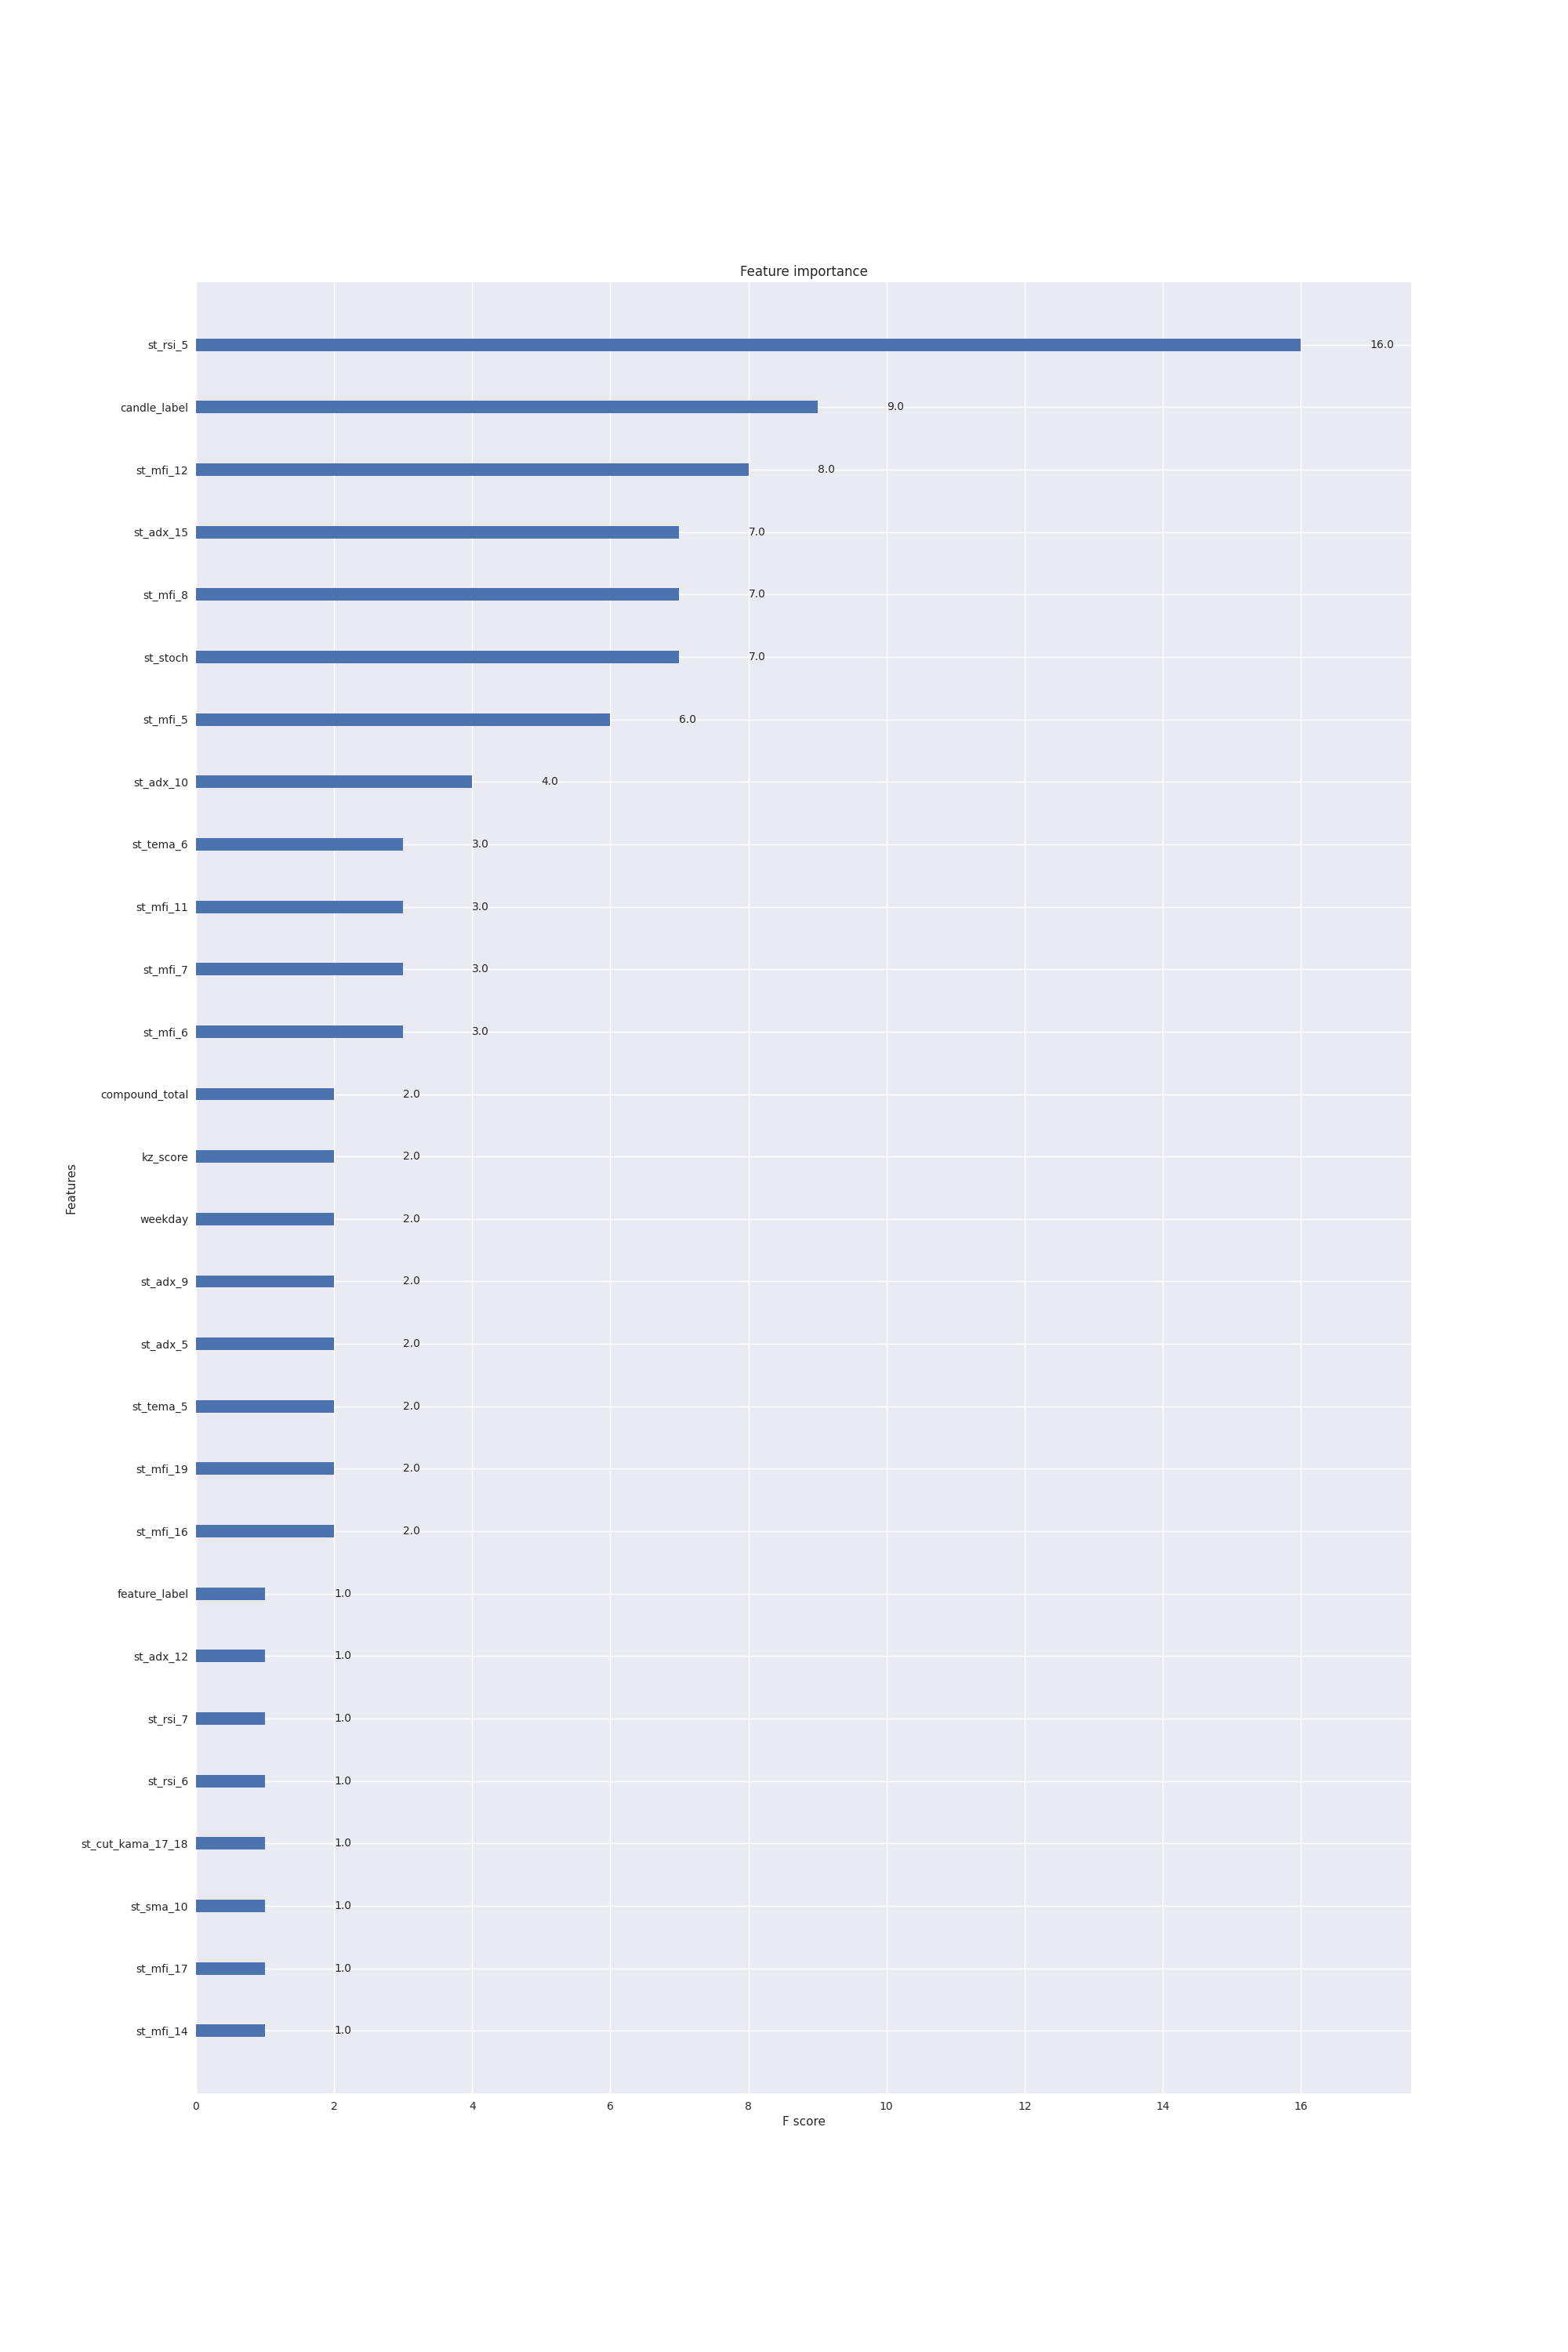 Feature importance
st_rsi_5 16.0
candle_label 9.0
st_mfi_12 8.0
st_adx_15 7.0
st_mfi_8 7.0
st_stoch 7.0
st_mfi_5 6.0
st_adx_10 4.0
st_tema_6 3.0
st_mfi_11 3.0
st_mfi_7 3.0
st_mfi_6 3.0
compound_total 2.0
kz_score 2.0
Features
weekday 2.0
st_adx_9 2.0
st_adx_5 2.0
st_tema_5 2.0
st_mfi_19 2.0
st_mfi_16 2.0
feature_label 1.0
st_adx_12 1.0
st_rsi_7 1.0
st_rsi_6 1.0
st_cut_kama_17_18 1.0
st_sma_10 1.0
st_mfi_17 1.0
st_mfi_14 1.0
0 2 4 6 8 10 12 14 16
F score